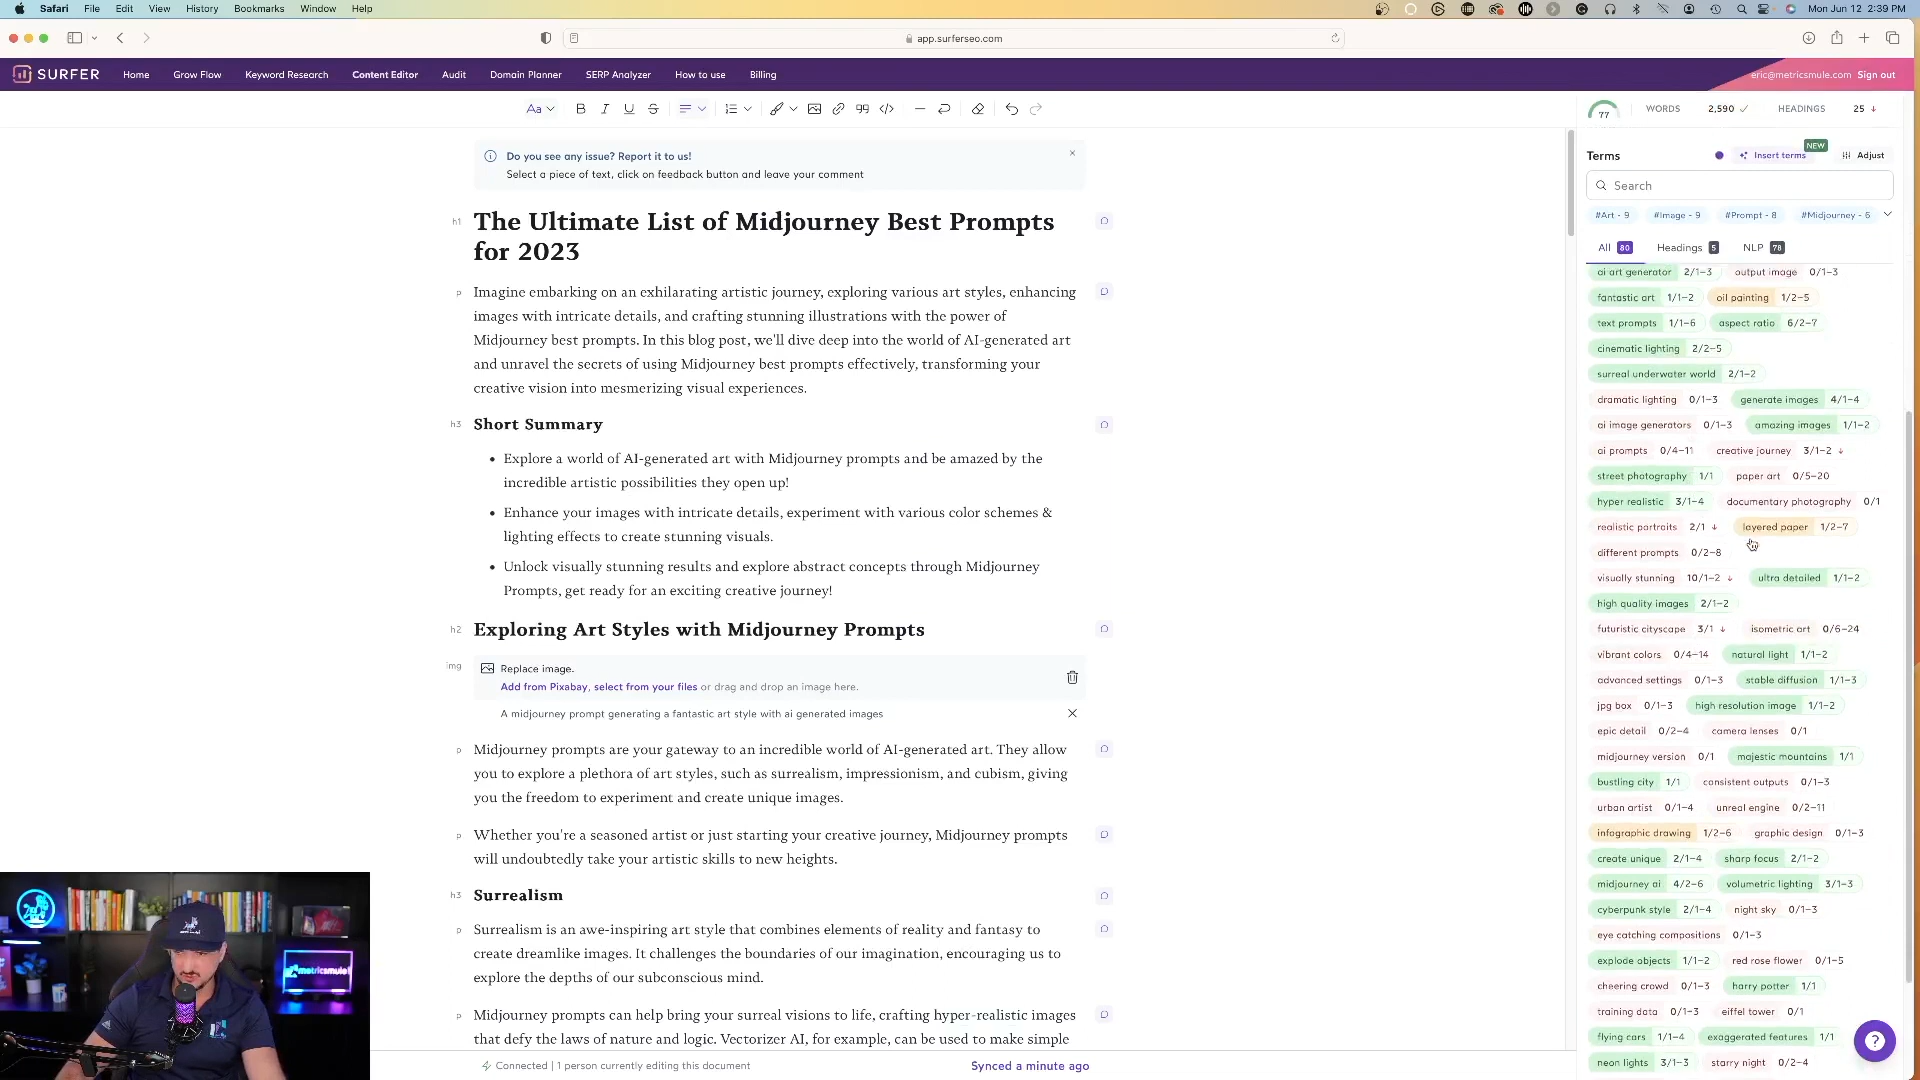 Safari File Edit View History Bookmarks Window Help
Mon Jun 12 2:39 PM
app.surferseo.com
SURFER Home Grow Flow Keyword Research Content Editor Audit Domain Planner SERP Analyzer How to use Billing
eric@metricsmule.com Sign out
Aa B I U S
77 WORDS 2,590 HEADINGS 25
Do you see any issue? Report it to us!
Select a piece of text, click on feedback button and leave your comment
h1 The Ultimate List of Midjourney Best Prompts
for 2023
p Imagine embarking on an exhilarating artistic journey, exploring various art styles, enhancing
images with intricate details, and crafting stunning illustrations with the power of
Midjourney best prompts. In this blog post, we'll dive deep into the world of AI-generated art
and unravel the secrets of using Midjourney best prompts effectively, transforming your
creative vision into mesmerizing visual experiences.
h3 Short Summary
• Explore a world of AI-generated art with Midjourney prompts and be amazed by the
incredible artistic possibilities they open up!
• Enhance your images with intricate details, experiment with various color schemes &
lighting effects to create stunning visuals.
• Unlock visually stunning results and explore abstract concepts through Midjourney
Prompts, get ready for an exciting creative journey!
h2 Exploring Art Styles with Midjourney Prompts
img Replace image.
Add from Pixabay, select from your files or drag and drop an image here.
A midjourney prompt generating a fantastic art style with ai generated images
p Midjourney prompts are your gateway to an incredible world of AI-generated art. They allow
you to explore a plethora of art styles, such as surrealism, impressionism, and cubism, giving
you the freedom to experiment and create unique images.
p Whether you're a seasoned artist or just starting your creative journey, Midjourney prompts
will undoubtedly take your artistic skills to new heights.
h3 Surrealism
p Surrealism is an awe-inspiring art style that combines elements of reality and fantasy to
create dreamlike images. It challenges the boundaries of our imagination, encouraging us to
explore the depths of our subconscious mind.
p Midjourney prompts can help bring your surreal visions to life, crafting hyper-realistic images
that defy the laws of nature and logic. Vectorizer AI, for example, can be used to make simple
Connected | 1 person currently editing this document Synced a minute ago
metricsmule
NEW
Terms Insert terms Adjust
Search
#Art - 9 #Image - 9 #Prompt - 8 #Midjourney - 6
All 80 Headings 5 NLP 78
ai art generator 2/1-3 output image 0/1-3
fantastic art 1/1-2 oil painting 1/2-5
text prompts 1/1-6 aspect ratio 6/2-7
cinematic lighting 2/2-5
surreal underwater world 2/1-2
dramatic lighting 0/1-3 generate images 4/1-4
ai image generators 0/1-3 amazing images 1/1-2
ai prompts 0/4-11 creative journey 3/1-2
street photography 1/1 paper art 0/5-20
hyper realistic 3/1-4 documentary photography 0/1
realistic portraits 2/1 layered paper 1/2-7
different prompts 0/2-8
visually stunning 10/1-2 ultra detailed 1/1-2
high quality images 2/1-2
futuristic cityscape 3/1 isometric art 0/6-24
vibrant colors 0/4-14 natural light 1/1-2
advanced settings 0/1-3 stable diffusion 1/1-3
jpg box 0/1-3 high resolution image 1/1-2
epic detail 0/2-4 camera lenses 0/1
midjourney version 0/1 majestic mountains 1/1
bustling city 1/1 consistent outputs 0/1-3
urban artist 0/1-4 unreal engine 0/2-11
infographic drawing 1/2-6 graphic design 0/1-3
create unique 2/1-4 sharp focus 2/1-2
midjourney ai 4/2-6 volumetric lighting 3/1-3
cyberpunk style 2/1-4 night sky 0/1-3
eye catching compositions 0/1-3
explode objects 1/1-2 red rose flower 0/1-5
cheering crowd 0/1-3 harry potter 1/1
training data 0/1-3 eiffel tower 0/1
flying cars 1/1-4 exaggerated features 1/1
neon lights 3/1-3 starry night 0/2-4